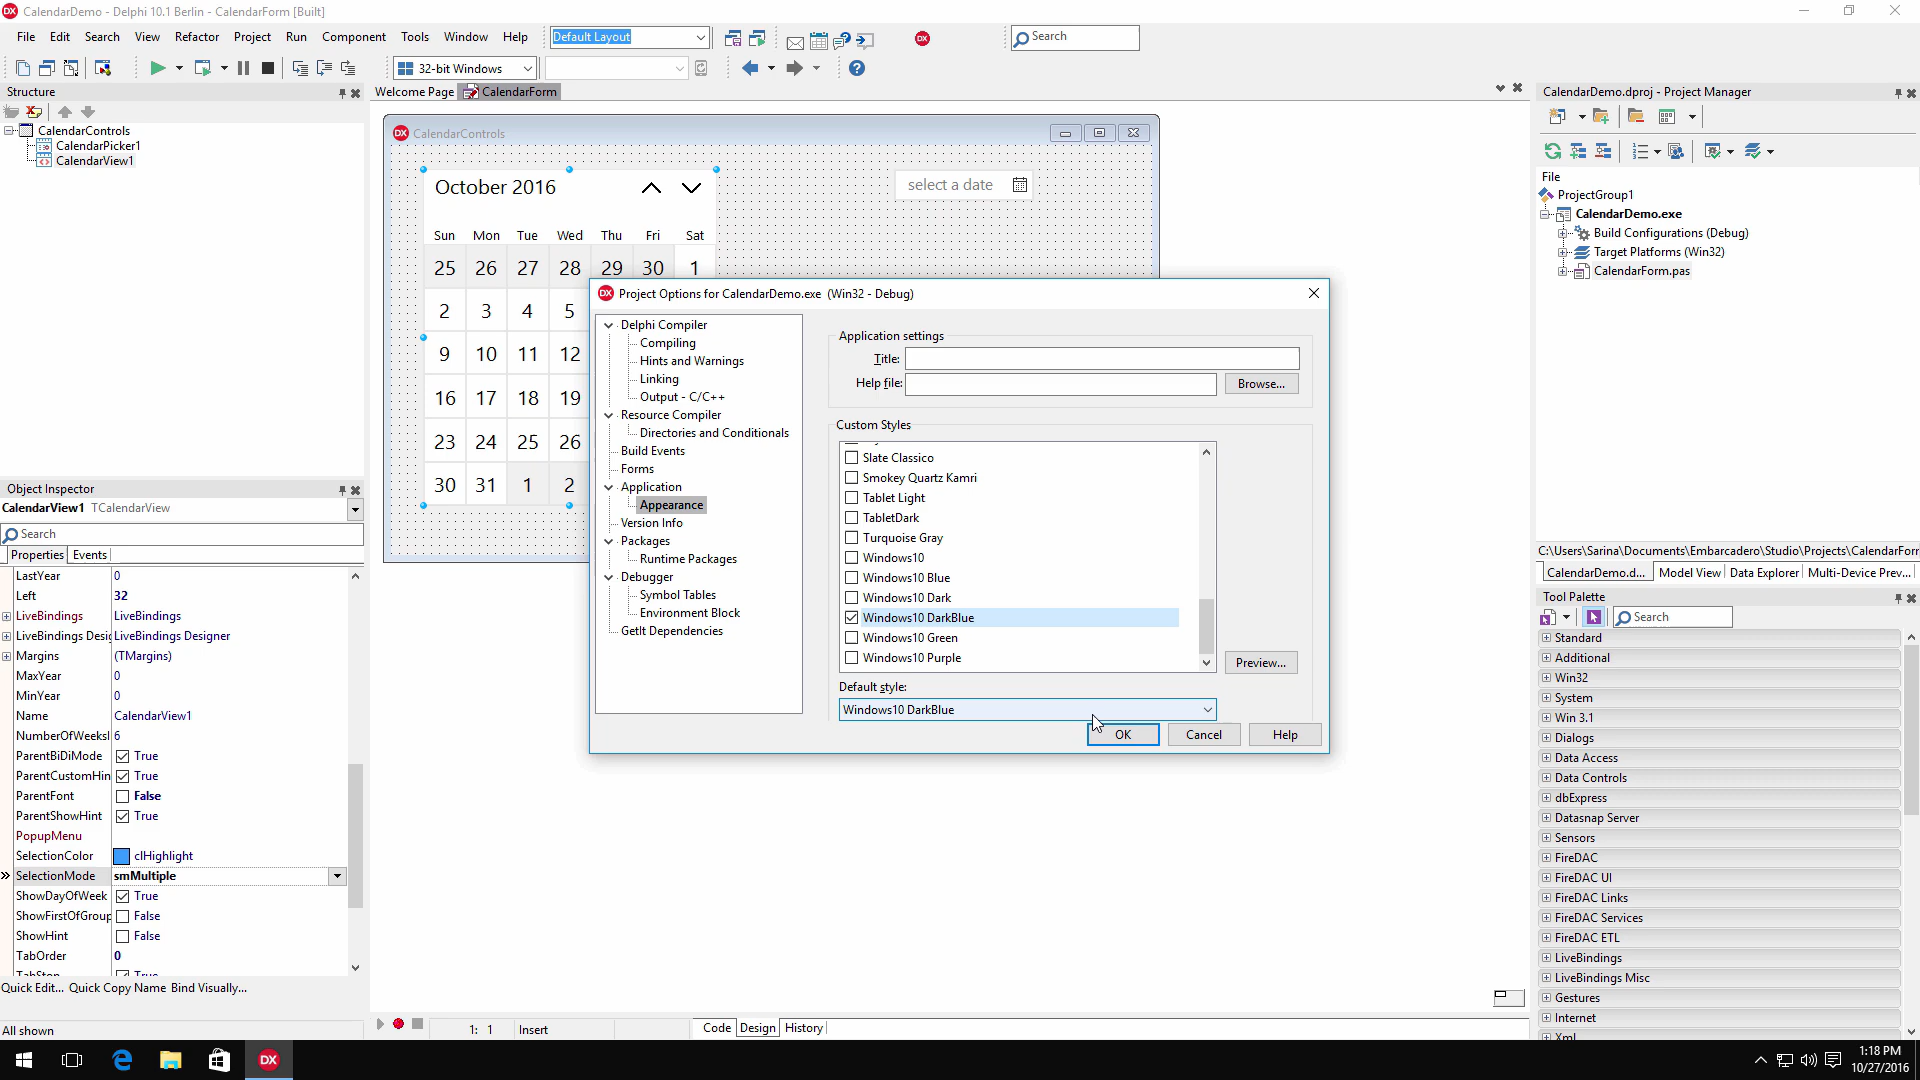 CalendarDemo - Delphi 10.1 Berlin - CalendarForm [Built]
File Edit Search View Refactor Project Run Component Tools Window Help Default Layout Search
32-bit Windows
Structure
CalendarControls
CalendarPicker1
CalendarView1
Object Inspector
CalendarView1 TCalendarView
Search
Properties Events
LastYear 0
Left 32
LiveBindings LiveBindings
LiveBindings Desig LiveBindings Designer
Margins (TMargins)
MaxYear 0
MinYear 0
Name CalendarView1
NumberOfWeeksI 6
ParentBiDiMode True
ParentCustomHin True
ParentFont False
ParentShowHint True
PopupMenu
SelectionColor clHighlight
SelectionMode smMultiple
ShowDayOfWeek True
ShowFirstOfGroup False
ShowHint False
TabOrder 0
TabStop True
Quick Edit... Quick Copy Name Bind Visually...
All shown
Welcome Page CalendarForm
CalendarControls
October 2016
select a date
Sun Mon Tue Wed Thu Fri Sat
25 26 27 28 29 30 1
2 3 4 5
9 10 11 12
16 17 18 19
23 24 25 26
30 31 1 2
Project Options for CalendarDemo.exe (Win32 - Debug)
Delphi Compiler
Compiling
Hints and Warnings
Linking
Output - C/C++
Resource Compiler
Directories and Conditionals
Build Events
Forms
Application
Appearance
Version Info
Packages
Runtime Packages
Debugger
Symbol Tables
Environment Block
GetIt Dependencies
Application settings
Title:
Help file: Browse...
Custom Styles
Slate Classico
Smokey Quartz Kamri
Tablet Light
TabletDark
Turquoise Gray
Windows10
Windows10 Blue
Windows10 Dark
Windows10 DarkBlue
Windows10 Green
Windows10 Purple
Preview...
Default style:
Windows10 DarkBlue
OK Cancel Help
1: 1 Insert Code Design History
CalendarDemo.dproj - Project Manager
File
ProjectGroup1
CalendarDemo.exe
Build Configurations (Debug)
Target Platforms (Win32)
CalendarForm.pas
C:\Users\Sarina\Documents\Embarcadero\Studio\Projects\CalendarForm
CalendarDemo.d... Model View Data Explorer Multi-Device Prev...
Tool Palette
Search
Standard
Additional
Win32
System
Win 3.1
Dialogs
Data Access
Data Controls
dbExpress
Datasnap Server
Sensors
FireDAC
FireDAC UI
FireDAC Links
FireDAC Services
FireDAC ETL
LiveBindings
LiveBindings Misc
Gestures
Internet
Xml
DX
1:18 PM
10/27/2016